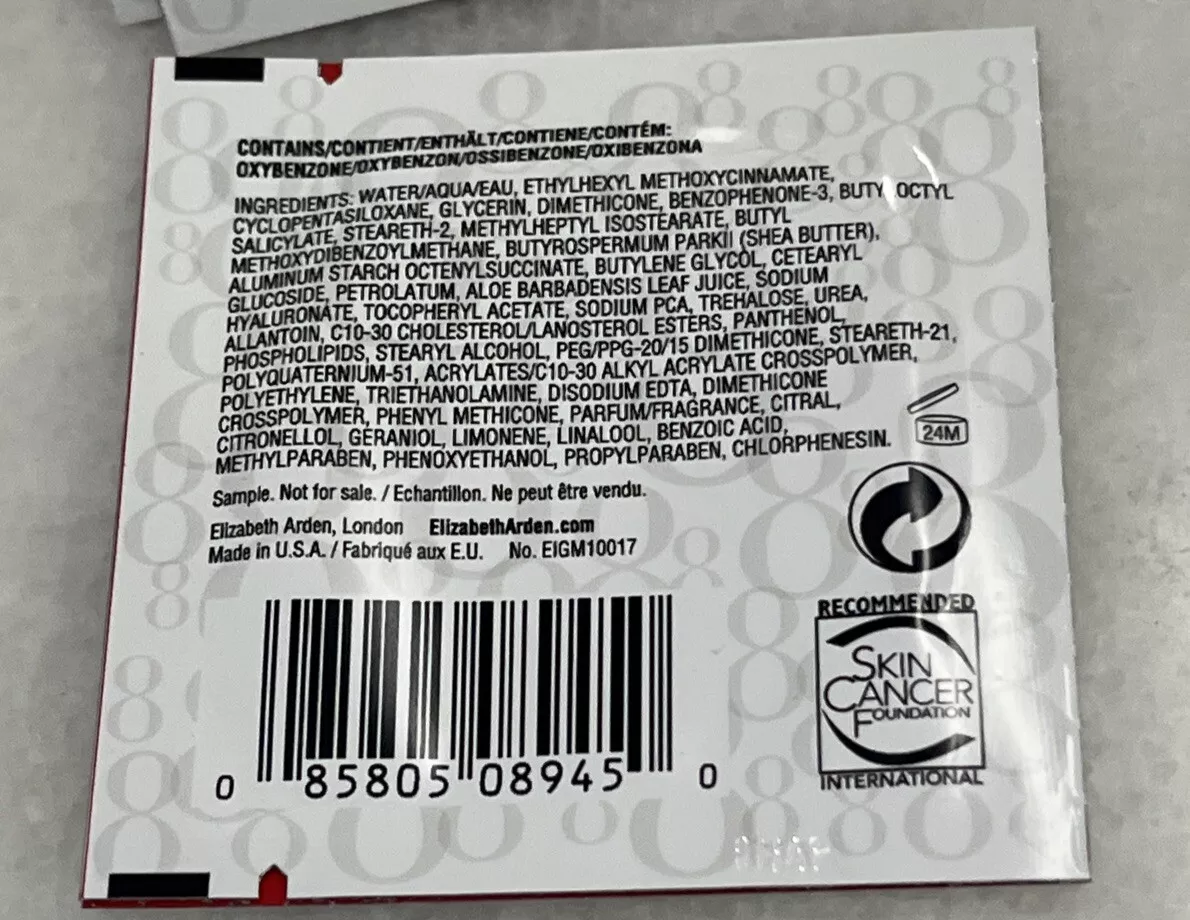 CONTAINS/CONTIENT/ENTHÄLT/CONTIENE/CONTÉM:
OXYBENZONE/OXYBENZON/OSSIBENZONE/OXIBENZONA
INGREDIENTS: WATER/AQUA/EAU, ETHYLHEXYL METHOXYCINNAMATE,
CYCLOPENTASILOXANE, GLYCERIN, DIMETHICONE, BENZOPHENONE-3, BUTY OCTYL
SALICYLATE, STEARETH-2, METHYLHEPTYL ISOSTEARATE, BUTYL
METHOXYDIBENZOYLMETHANE, BUTYROSPERMUM PARKII (SHEA BUTTER),
ALUMINUM STARCH OCTENYLSUCCINATE, BUTYLENE GLYCOL, CETEARYL
GLUCOSIDE, PETROLATUM, ALOE BARBADENSIS LEAF JUICE, SODIUM
HYALURONATE, TOCOPHERYL ACETATE, SODIUM PCA, TREHALOSE, UREA,
ALLANTOIN, C10-30 CHOLESTEROL/LANOSTEROL ESTERS, PANTHENOL,
PHOSPHOLIPIDS, STEARYL ALCOHOL, PEG/PPG-20/15 DIMETHICONE, STEARETH-21,
POLYQUATERNIUM-51, ACRYLATES/C10-30 ALKYL ACRYLATE CROSSPOLYMER,
POLYETHYLENE, TRIETHANOLAMINE, DISODIUM EDTA, DIMETHICONE
CROSSPOLYMER, PHENYL METHICONE, PARFUM/FRAGRANCE, CITRAL,
CITRONELLOL, GERANIOL, LIMONENE, LINALOOL, BENZOIC ACID,
METHYLPARABEN, PHENOXYETHANOL, PROPYLPARABEN, CHLORPHENESIN.
24M
Sample. Not for sale. / Echantillon. Ne peut être vendu.
Elizabeth Arden, London ElizabethArden.com
Made in U.S.A. / Fabriqué aux E.U. No. EIGM10017
RECOMMENDED
SKIN
CANCER
FOUNDATION
INTERNATIONAL
0 85805 08945 0